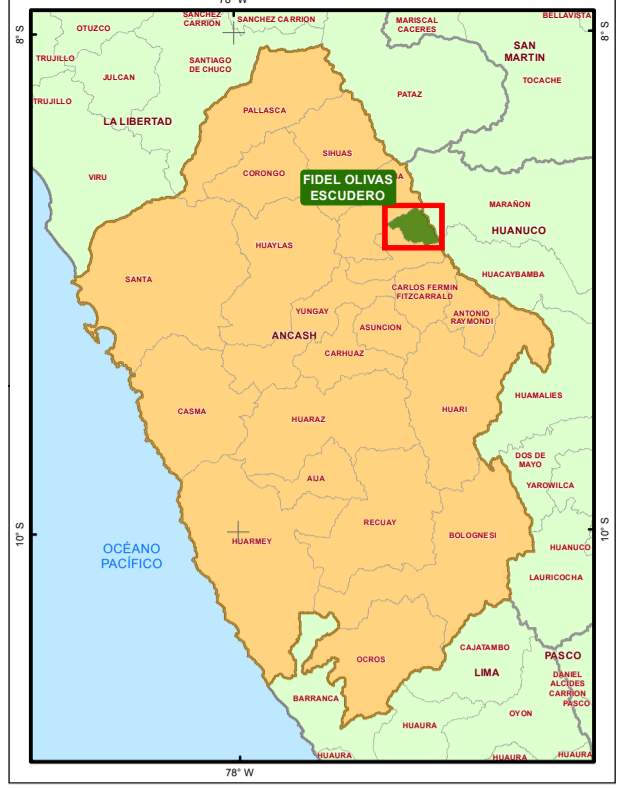 78° W
SANCHEZ
CARRIÓN
SANCHEZ CARRION
OTUZCO
MARISCAL
CACERES
BELLAVISTA
8° S
8° S
SAN
MARTIN
TRUJILLO
SANTIAGO
DE CHUCO
JULCAN
TOCACHE
TRUJILLO
PATAZ
PALLASCA
LA LIBERTAD
SIHUAS
CORONGO
VIRU
FIDEL OLIVAS
ESCUDERO
MARAÑON
HUANUCO
HUAYLAS
SANTA
HUACAYBAMBA
CARLOS FERMIN
FITZCARRALD
YUNGAY
ANTONIO
RAYMONDI
ASUNCION
ANCASH
CARHUAZ
HUAMALIES
CASMA
HUARAZ
HUARI
DOS DE
MAYO
AIJA
YAROWILCA
RECUAY
10° S
10° S
HUARMEY
BOLOGNESI
OCÉANO
PACÍFICO
HUANUCO
LAURICOCHA
CAJATAMBO
PASCO
OCROS
LIMA
DANIEL
ALCIDES
CARRION
PASCO
BARRANCA
OYON
HUAURA
HUAURA
HUAURA
HUAURA
78° W